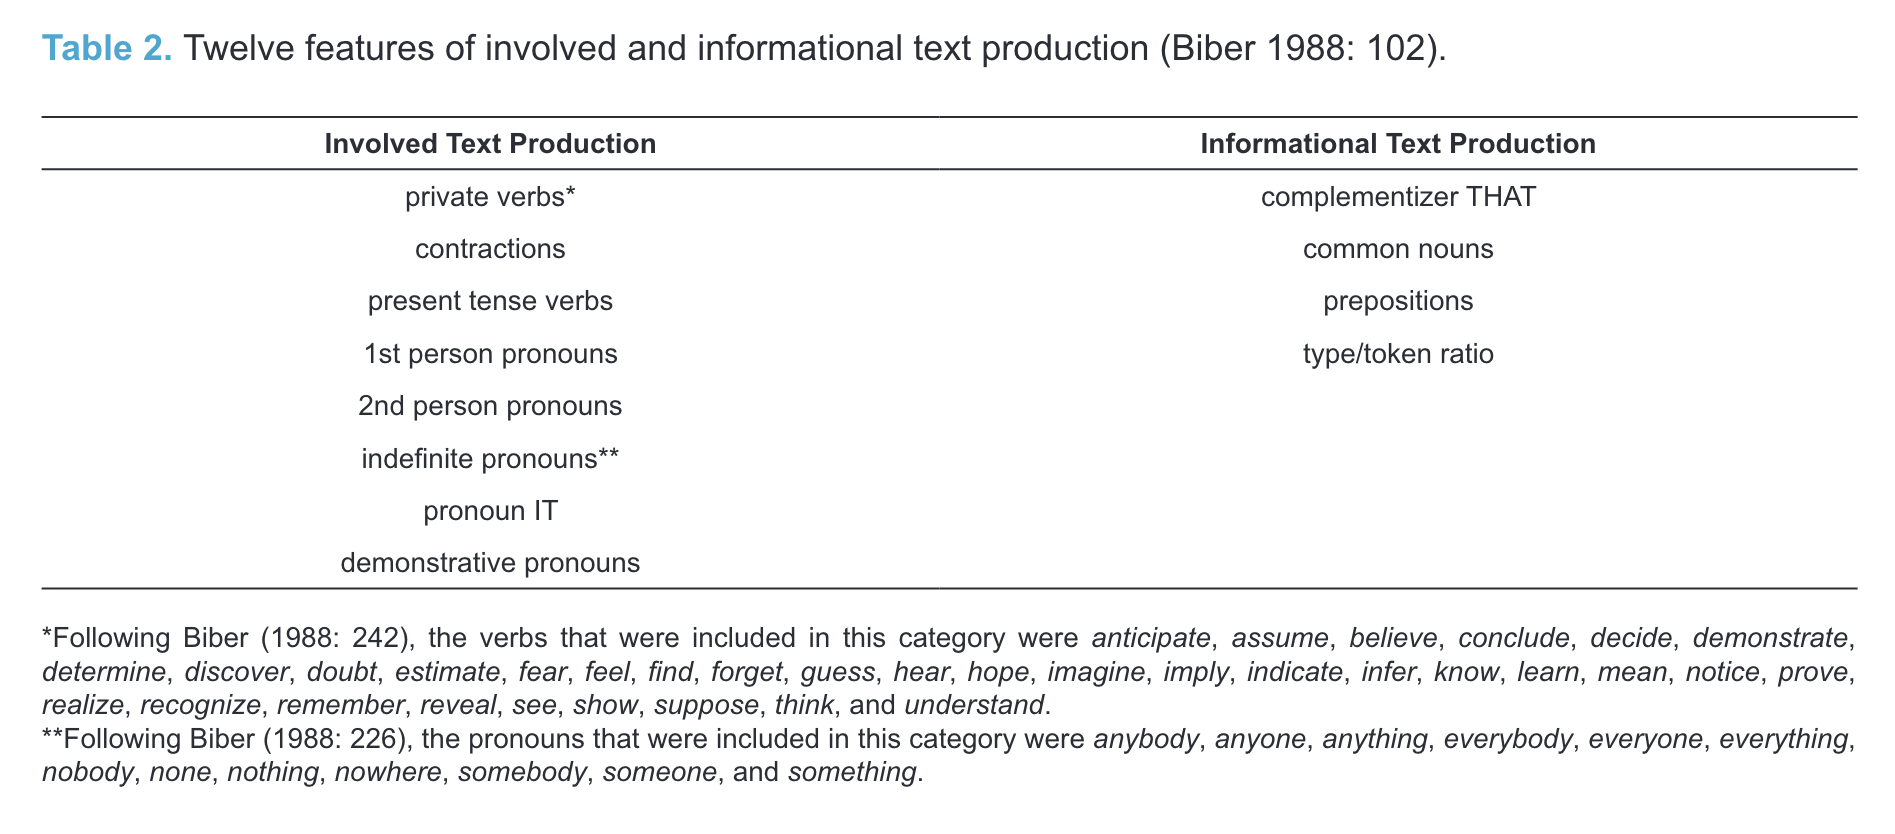 Table 2. Twelve features of involved and informational text production (Biber 1988: 102).
Involved Text Production Informational Text Production
private verbs* complementizer THAT
contractions common nouns
present tense verbs prepositions
1st person pronouns type/token ratio
2nd person pronouns
indefinite pronouns**
pronoun IT
demonstrative pronouns
*Following Biber (1988: 242), the verbs that were included in this category were anticipate, assume, believe, conclude, decide, demonstrate,
determine, discover, doubt, estimate, fear, feel, find, forget, guess, hear, hope, imagine, imply, indicate, infer, know, learn, mean, notice, prove,
realize, recognize, remember, reveal, see, show, suppose, think, and understand.
**Following Biber (1988: 226), the pronouns that were included in this category were anybody, anyone, anything, everybody, everyone, everything,
nobody, none, nothing, nowhere, somebody, someone, and something.